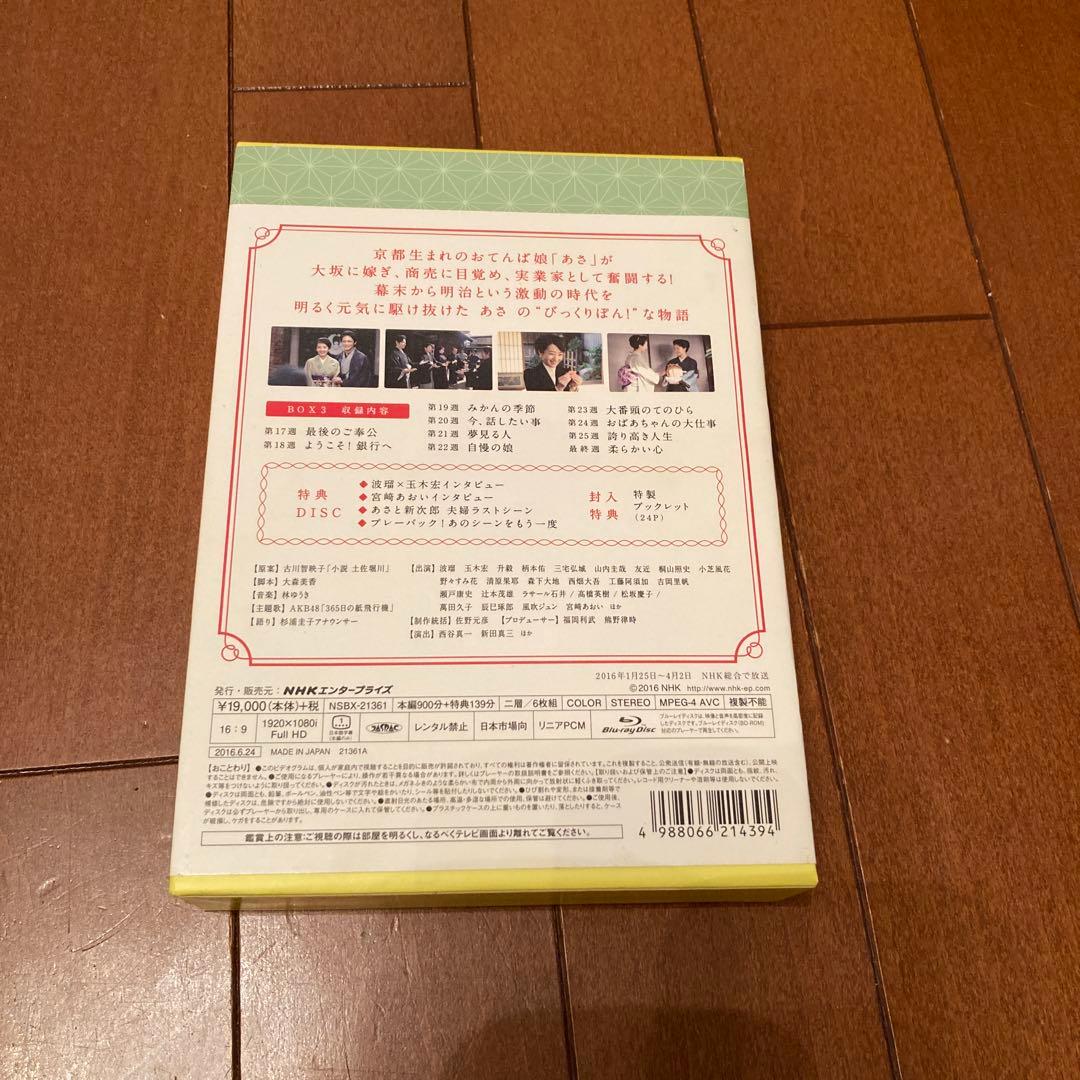 京都生まれのおてんば娘「あさ」が
大坂に嫁ぎ、商売に目覚め、実業家として奮闘する!
幕末から明治という激動の時代を
明るく元気に駆け抜けた あさ の“びっくりぽん!”な物語
BOX3 収録内容
第17週 最後のご奉公
第18週 ようこそ!銀行へ
第19週 みかんの季節
第20週 今、話したい事
第21週 夢見る人
第22週 自慢の娘
第23週 大番頭のてのひら
第24週 おばあちゃんの大仕事
第25週 誇り高き人生
最終週 柔らかい心
特典
DISC
◆波瑠×玉木宏インタビュー
◆宮﨑あおいインタビュー
◆あさと新次郎 夫婦ラストシーン
◆プレーバック!あのシーンをもう一度
封入
特典
特製
ブックレット
(24P)
【原案】古川智映子「小説 土佐堀川」
【脚本】大森美香
【音楽】林ゆうき
【主題歌】AKB48「365日の紙飛行機」
【語り】杉浦圭子アナウンサー
【出演】波瑠 玉木宏 升毅 柄本佑 三宅弘城 山内圭哉 友近 桐山照史 小芝風花
野々すみ花 清原果耶 森下大地 西畑大吾 工藤阿須加 吉岡里帆
瀬戸康史 辻本茂雄 ラサール石井/高橋英樹/松坂慶子/
萬田久子 辰巳琢郎 風吹ジュン 宮﨑あおい ほか
【制作統括】佐野元彦 【プロデューサー】福岡利武 熊野律時
【演出】西谷真一 新田真三 ほか
2016年1月25日~4月2日 NHK総合で放送
発行・販売元:NHKエンタープライズ
©2016 NHK http://www.nhk-ep.com
¥19,000(本体)+税 NSBX-21361 本編900分+特典139分 二層/6枚組 COLOR STEREO MPEG-4 AVC 複製不能
16:9 1920×1080i Full HD 1 日本語字幕(本編のみ) レンタル禁止 日本市場向 リニアPCM Blu-ray Disc
2016.6.24 MADE IN JAPAN 21361A
【おことわり】
鑑賞上の注意:ご視聴の際は部屋を明るくし、なるべくテレビ画面より離れてご覧ください。
4 988066 214394